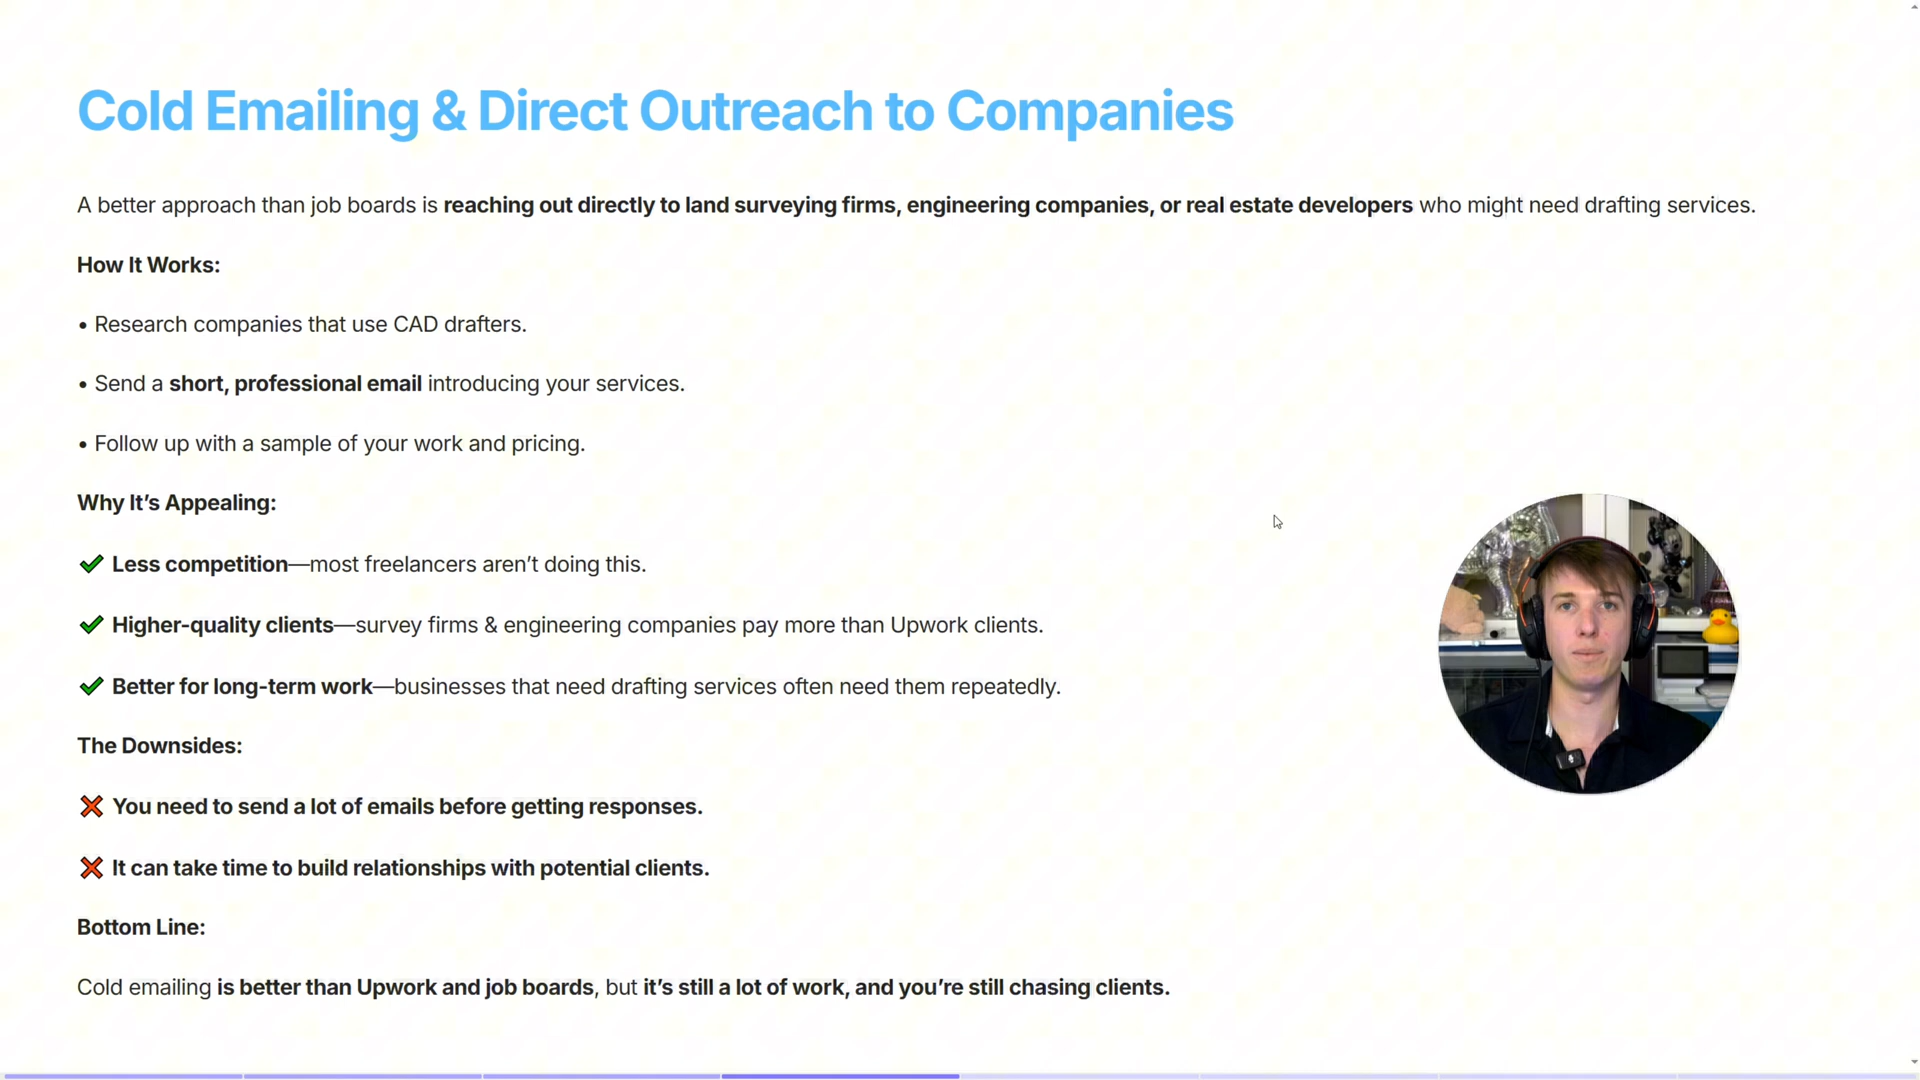 Cold Emailing & Direct Outreach to Companies
A better approach than job boards is reaching out directly to land surveying firms, engineering companies, or real estate developers who might need drafting services.
How It Works:
• Research companies that use CAD drafters.
• Send a short, professional email introducing your services.
• Follow up with a sample of your work and pricing.
Why It’s Appealing:
✔ Less competition—most freelancers aren’t doing this.
✔ Higher-quality clients—survey firms & engineering companies pay more than Upwork clients.
✔ Better for long-term work—businesses that need drafting services often need them repeatedly.
The Downsides:
❌ You need to send a lot of emails before getting responses.
❌ It can take time to build relationships with potential clients.
Bottom Line:
Cold emailing is better than Upwork and job boards, but it’s still a lot of work, and you’re still chasing clients.